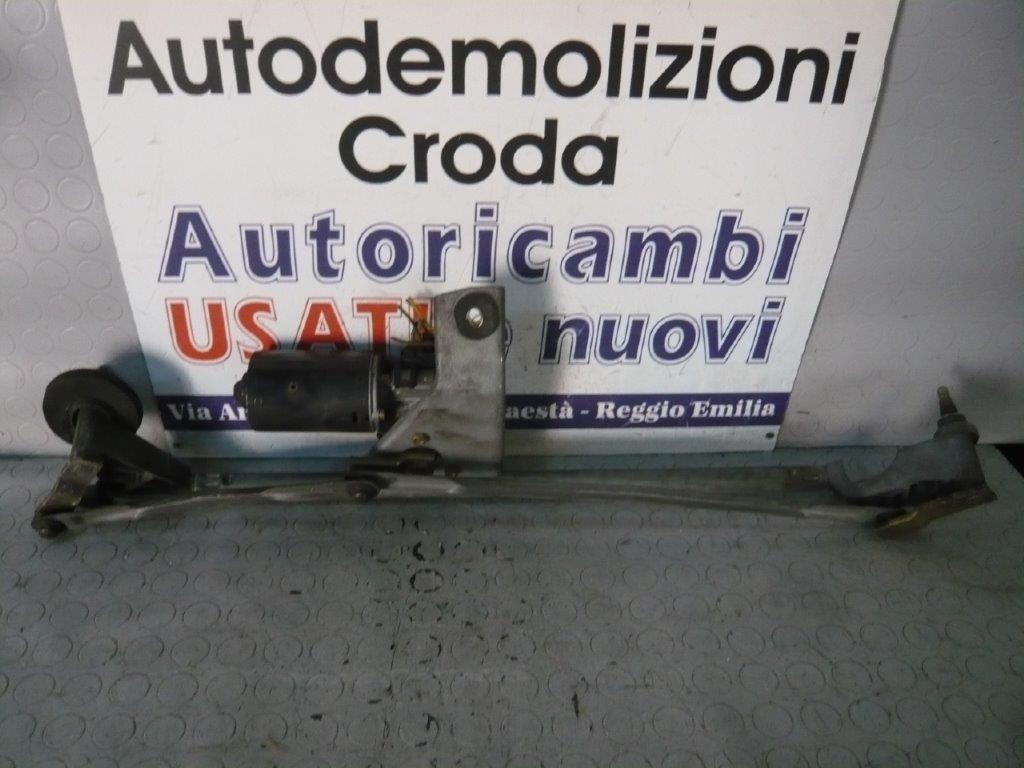 Autodemolizioni
Croda
Autoricambi
USATI e nuovi
Via - Reggio Emilia